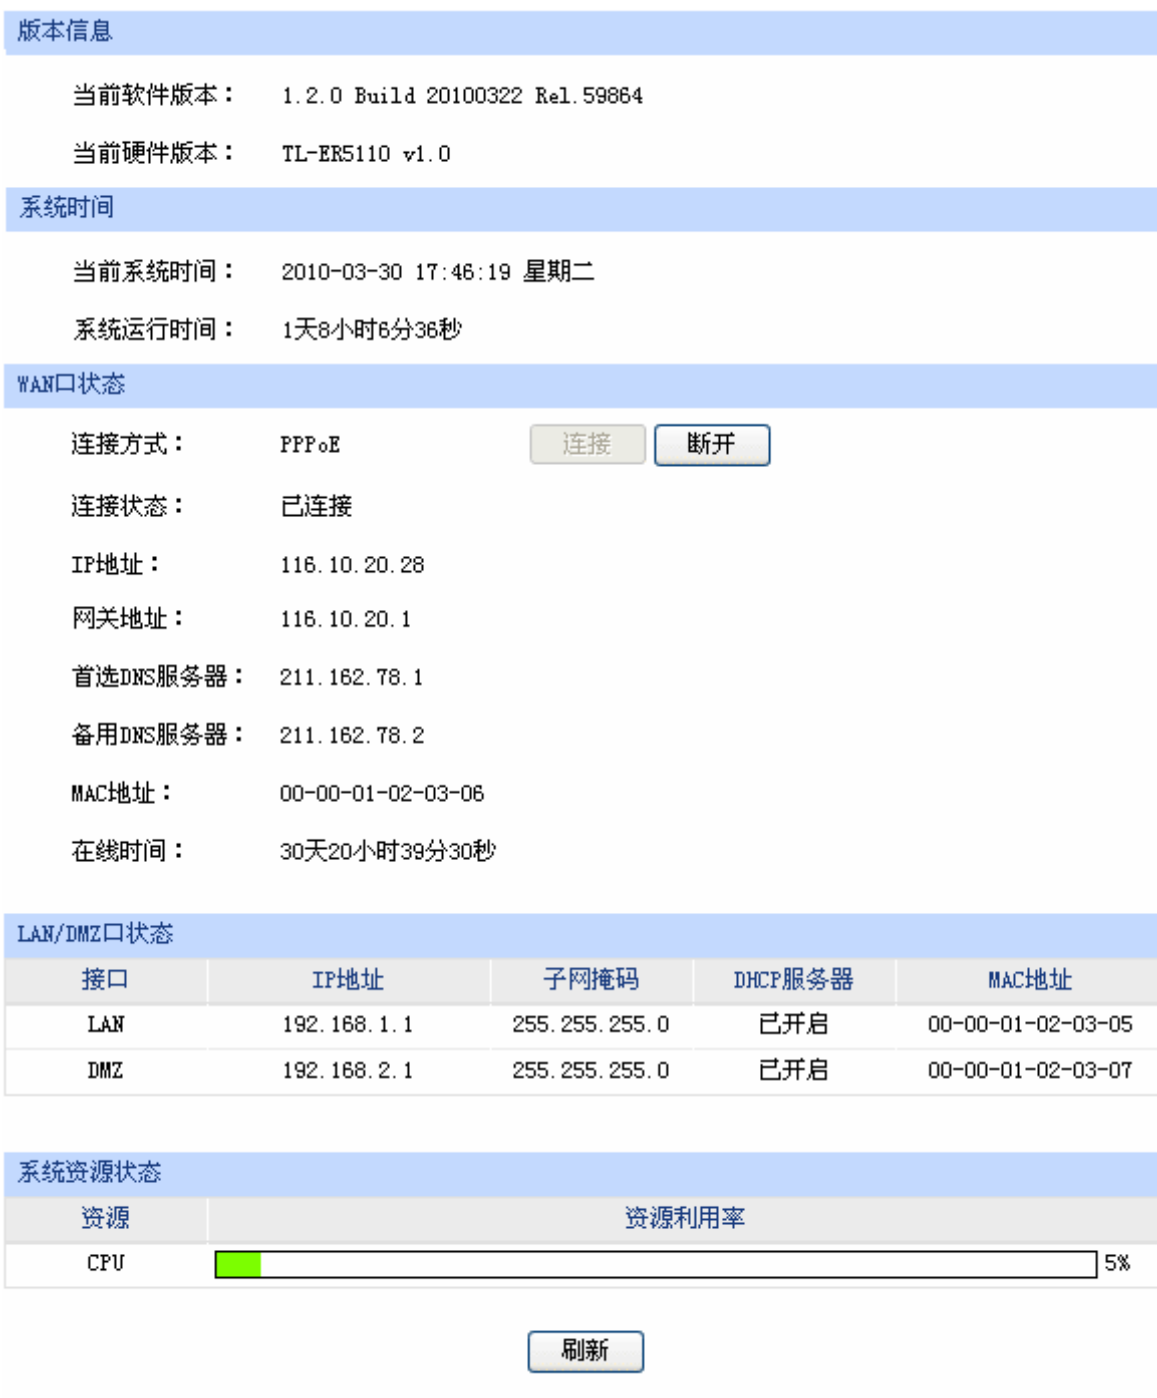 版本信息
当前软件版本： 1.2.0 Build 20100322 Rel.59864
当前硬件版本： TL-ER5110 v1.0
系统时间
当前系统时间： 2010-03-30 17:46:19 星期二
系统运行时间： 1天8小时6分36秒
WAN口状态
连接方式： PPPoE 连接 断开
连接状态： 已连接
IP地址： 116.10.20.28
网关地址： 116.10.20.1
首选DNS服务器： 211.162.78.1
备用DNS服务器： 211.162.78.2
MAC地址： 00-00-01-02-03-06
在线时间： 30天20小时39分30秒
LAN/DMZ口状态
接口 IP地址 子网掩码 DHCP服务器 MAC地址
LAN 192.168.1.1 255.255.255.0 已开启 00-00-01-02-03-05
DMZ 192.168.2.1 255.255.255.0 已开启 00-00-01-02-03-07
系统资源状态
资源 资源利用率
CPU 5%
刷新